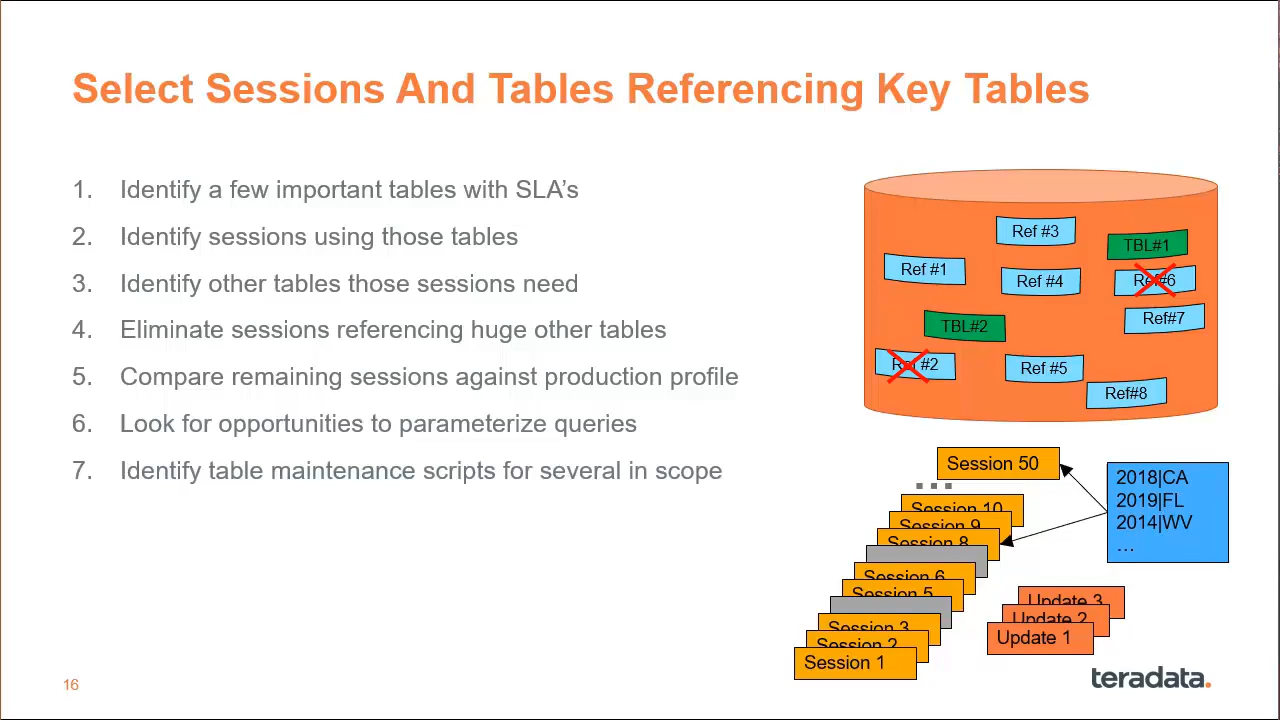 Select Sessions And Tables Referencing Key Tables
1. Identify a few important tables with SLA's
2. Identify sessions using those tables
3. Identify other tables those sessions need
4. Eliminate sessions referencing huge other tables
5. Compare remaining sessions against production profile
6. Look for opportunities to parameterize queries
7. Identify table maintenance scripts for several in scope
Ref #3
TBL#1
Ref #1
Ref #4
Ref#6
Ref#7
TBL#2
Ref #2
Ref #5
Ref#8
Session 50
...
Session 10
Session 9
Session 8
Session 6
Session 5
Session 3
Session 2
Session 1
2018|CA
2019|FL
2014|WV
...
Update 3
Update 2
Update 1
16
teradata.